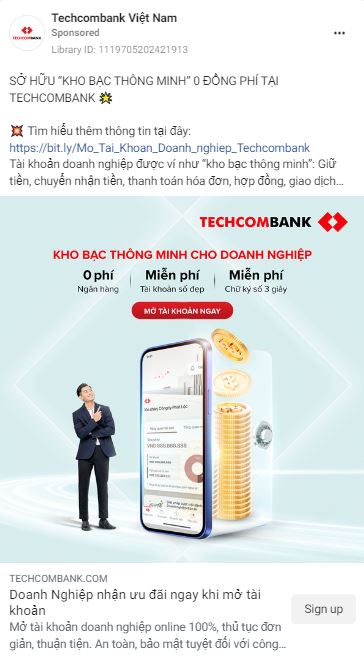 Techcombank Việt Nam
Sponsored
Library ID: 1119705202421913
SỞ HỮU “KHO BẠC THÔNG MINH” 0 ĐỒNG PHÍ TẠI
TECHCOMBANK
Tìm hiểu thêm thông tin tại đây:
https://bit.ly/Mo_Tai_Khoan_Doanh_nghiep_Techcombank
Tài khoản doanh nghiệp được ví như “kho bạc thông minh”: Giữ
tiền, chuyển nhận tiền, thanh toán hóa đơn, hợp đồng, giao dịch...
TECHCOMBANK
KHO BẠC THÔNG MINH CHO DOANH NGHIỆP
0 phí Miễn phí Miễn phí
Ngân hàng Tài khoản số đẹp Chữ ký số 3 giây
MỞ TÀI KHOẢN NGAY
TECHCOMBANK.COM
Doanh Nghiệp nhận ưu đãi ngay khi mở tài
khoản
Sign up
Mở tài khoản doanh nghiệp online 100%, thủ tục đơn
giản, thuận tiện. An toàn, bảo mật tuyệt đối với công...